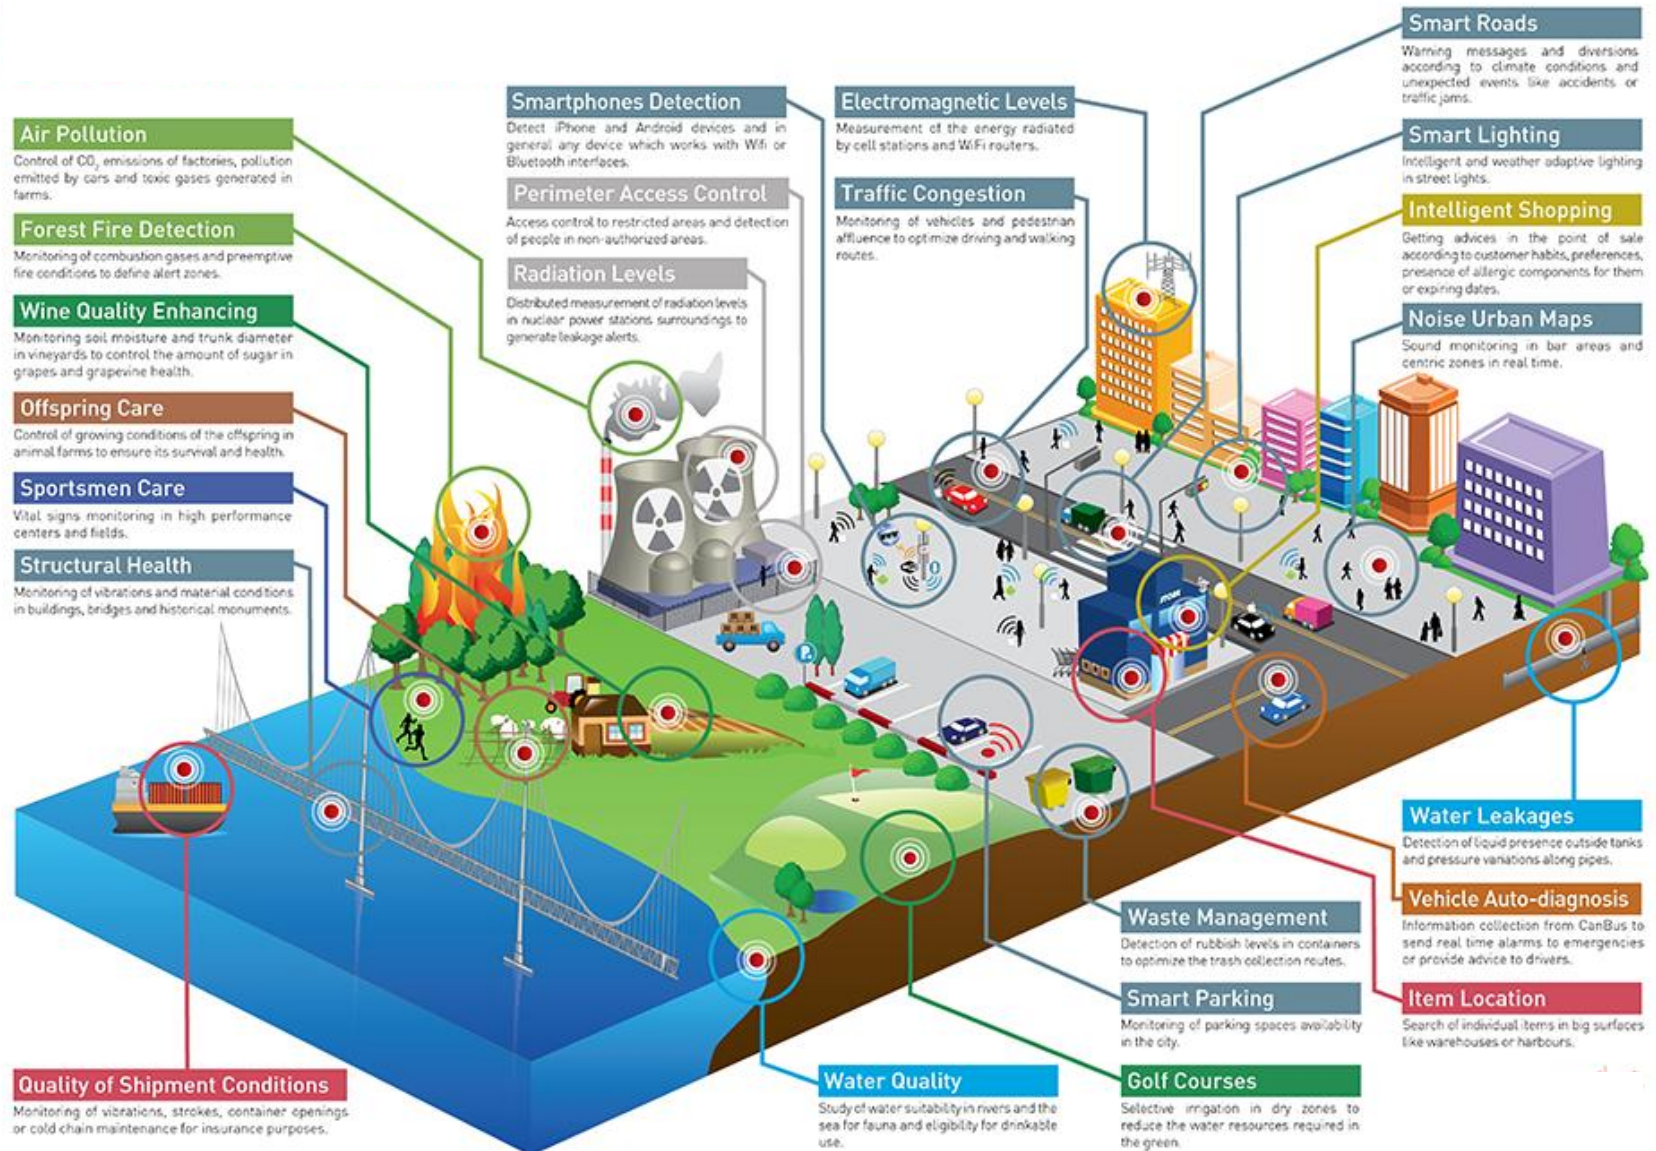 Air Pollution
Control of CO2 emissions of factories, pollution
emitted by cars and toxic gases generated in
farms.
Forest Fire Detection
Monitoring of combustion gases and preemptive
fire conditions to define alert zones.
Wine Quality Enhancing
Monitoring soil moisture and trunk diameter
in vineyards to control the amount of sugar in
grapes and grapevine health.
Offspring Care
Control of growing conditions of the offspring in
animal farms to ensure its survival and health.
Sportsmen Care
Vital signs monitoring in high performance
centers and fields.
Structural Health
Monitoring of vibrations and material conditions
in buildings, bridges and historical monuments.
Quality of Shipment Conditions
Monitoring of vibrations, strokes, container openings
or cold chain maintenance for insurance purposes.
Smartphones Detection
Detect iPhone and Android devices and in
general any device which works with Wifi or
Bluetooth interfaces.
Perimeter Access Control
Access control to restricted areas and detection
of people in non-authorized areas.
Radiation Levels
Distributed measurement of radiation levels
in nuclear power stations surroundings to
generate leakage alerts.
Electromagnetic Levels
Measurement of the energy radiated
by cell stations and WiFi routers.
Traffic Congestion
Monitoring of vehicles and pedestrian
affluence to optimize driving and walking
routes.
Smart Roads
Warning messages and diversions
according to climate conditions and
unexpected events like accidents or
traffic jams.
Smart Lighting
Intelligent and weather adaptive lighting
in street lights.
Intelligent Shopping
Getting advices in the point of sale
according to customer habits, preferences,
presence of allergic components for them
or expiring dates.
Noise Urban Maps
Sound monitoring in bar areas and
centric zones in real time.
STORE
P
Water Leakages
Detection of liquid presence outside tanks
and pressure variations along pipes.
Vehicle Auto-diagnosis
Information collection from CanBus to
send real time alarms to emergencies
or provide advice to drivers.
Item Location
Search of individual items in big surfaces
like warehouses or harbours.
Waste Management
Detection of rubbish levels in containers
to optimize the trash collection routes.
Smart Parking
Monitoring of parking spaces availability
in the city.
Golf Courses
Selective irrigation in dry zones to
reduce the water resources required in
the green.
Water Quality
Study of water suitability in rivers and the
sea for fauna and eligibility for drinkable
use.